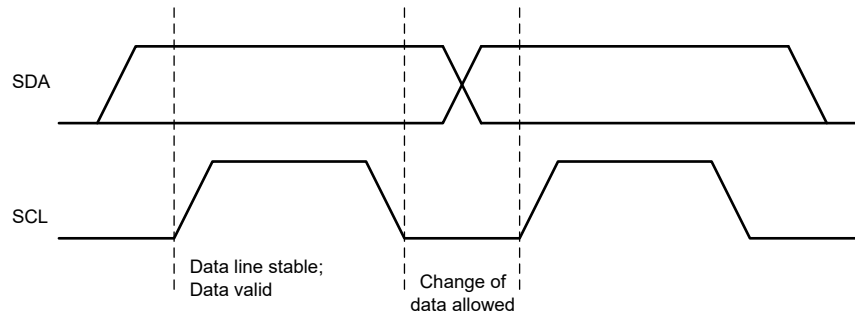 SDA
SCL
Data line stable;
Data valid
Change of
data allowed